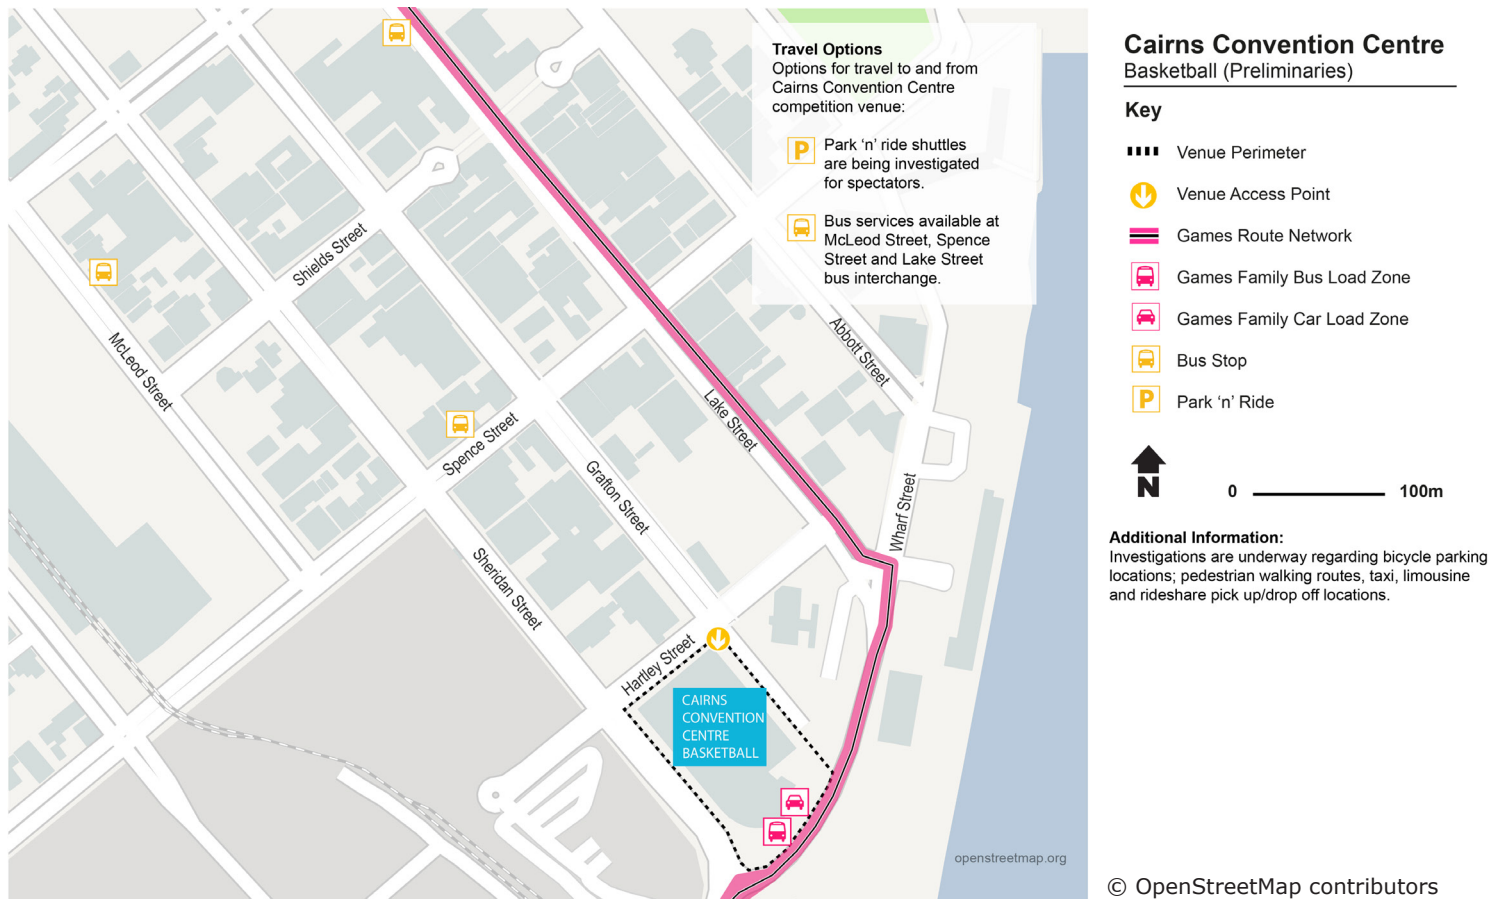 Travel Options
Options for travel to and from
Cairns Convention Centre
competition venue:
P
Park ‘n’ ride shuttles
are being investigated
for spectators.
Bus services available at
McLeod Street, Spence
Street and Lake Street
bus interchange.
Shields Street
McLeod Street
Abbott Street
Lake Street
Spence Street
Grafton Street
Wharf Street
Sheridan Street
Hartley Street
CAIRNS
CONVENTION
CENTRE
BASKETBALL
openstreetmap.org
Cairns Convention Centre
Basketball (Preliminaries)
Key
Venue Perimeter
Venue Access Point
Games Route Network
Games Family Bus Load Zone
Games Family Car Load Zone
Bus Stop
P Park ‘n’ Ride
N
0 100m
Additional Information:
Investigations are underway regarding bicycle parking
locations; pedestrian walking routes, taxi, limousine
and rideshare pick up/drop off locations.
© OpenStreetMap contributors